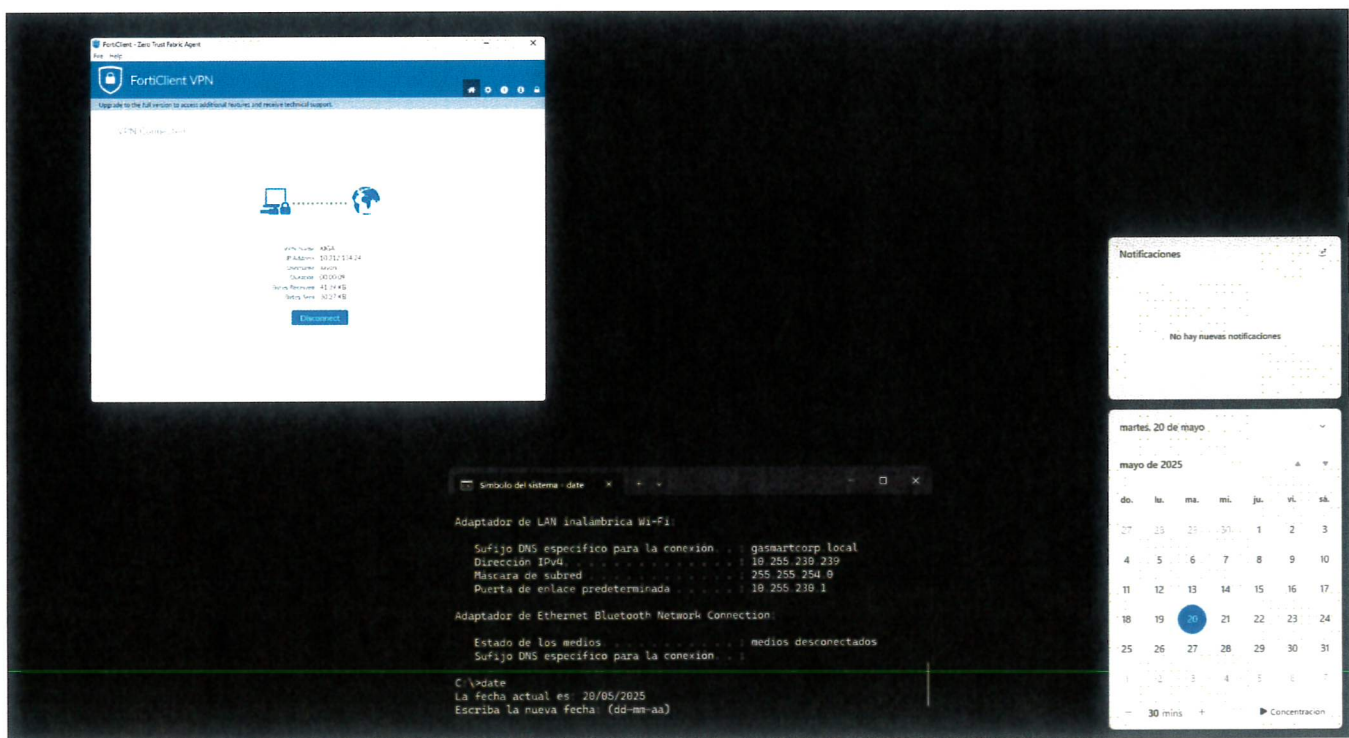 FortiClient - Zero Trust Fabric Agent
File Help
FortiClient VPN
Upgrade to the full version to access additional features and receive technical support.
VPN Connected
Disconnect
Notificaciones
No hay nuevas notificaciones
martes, 20 de mayo
mayo de 2025
do. lu. ma. mi. ju. vi. sá.
27 28 29 30 1 2 3
4 5 6 7 8 9 10
11 12 13 14 15 16 17
18 19 20 21 22 23 24
25 26 27 28 29 30 31
1 2 3 4 5 6 7
30 mins
Concentración
Símbolo del sistema - date
Adaptador de LAN inalámbrica Wi-Fi:
Sufijo DNS específico para la conexión. . : gasmartcorp.local
Dirección IPv4. . . . . . . . . . . . . . : 10.255.230.239
Máscara de subred . . . . . . . . . . . . : 255.255.254.0
Puerta de enlace predeterminada . . . . . : 10.255.230.1
Adaptador de Ethernet Bluetooth Network Connection:
Estado de los medios. . . . . . . . . . . : medios desconectados
Sufijo DNS específico para la conexión. . :
C:\>date
La fecha actual es: 20/05/2025
Escriba la nueva fecha: (dd-mm-aa)